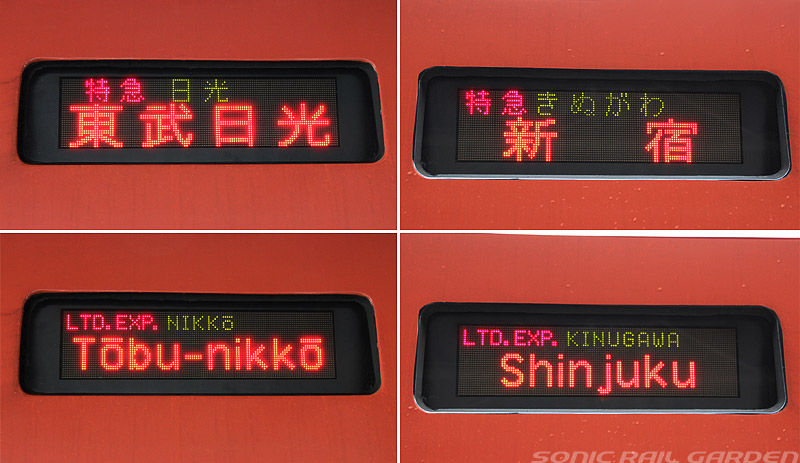 特急 日光
東武日光
特急きぬがわ
新宿
LTD.EXP. NIKKō
Tōbu-nikkō
LTD.EXP. KINUGAWA
Shinjuku
SONIC RAIL GARDEN